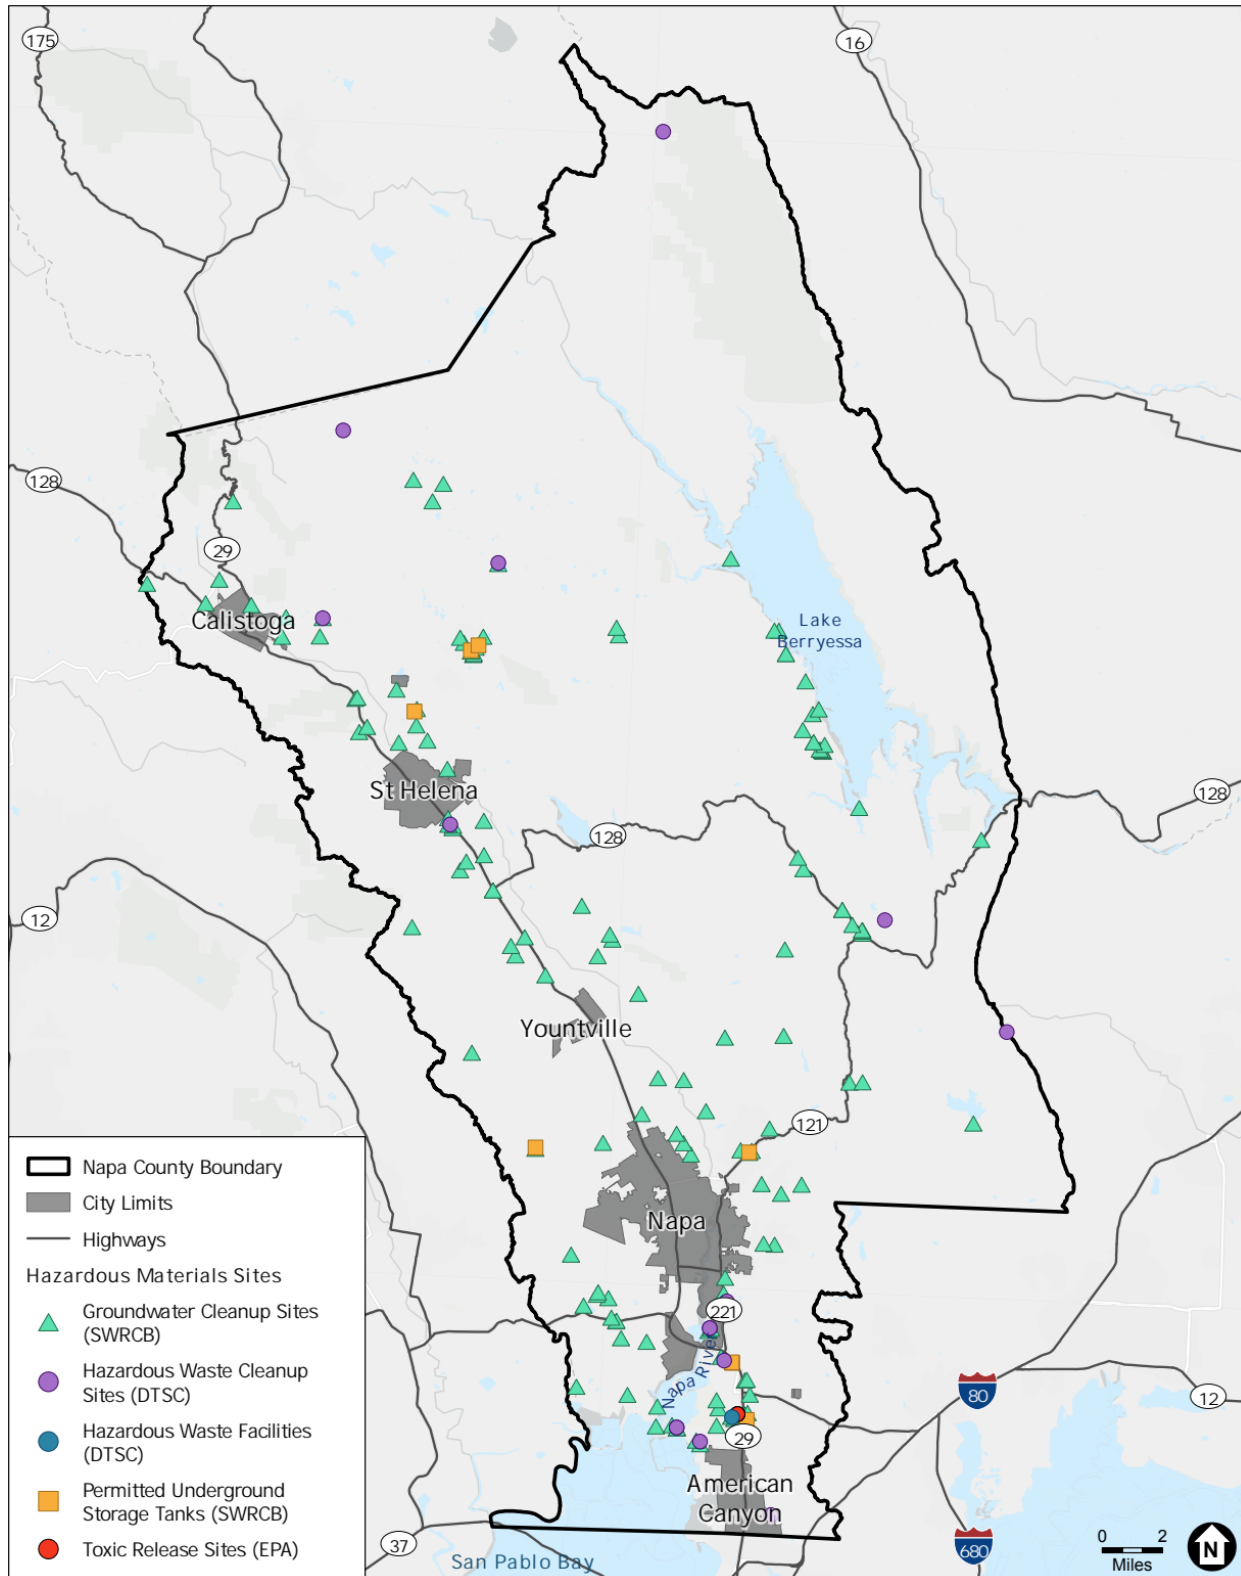 175
16
128
29
Calistoga
Lake
Berryessa
St Helena
128
128
12
Yountville
121
Napa
221
Napa River
29
American
Canyon
80
12
37
San Pablo Bay
680
Napa County Boundary
City Limits
Highways
Hazardous Materials Sites
Groundwater Cleanup Sites
(SWRCB)
Hazardous Waste Cleanup
Sites (DTSC)
Hazardous Waste Facilities
(DTSC)
Permitted Underground
Storage Tanks (SWRCB)
Toxic Release Sites (EPA)
0 2
Miles
N